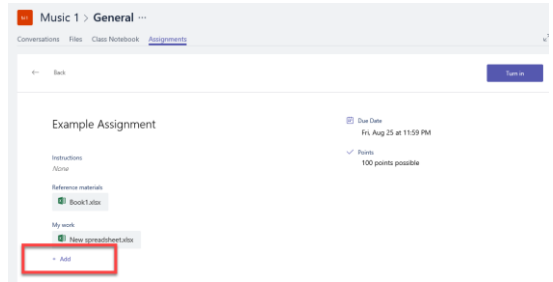 Music 1 > General ...
Conversations Files Class Notebook Assignments
← Back
Turn in
Example Assignment
Instructions
None
Reference materials
Book1.xlsx
My work
New spreadsheet.xlsx
+ Add
Due Date
Fri, Aug 25 at 11:59 PM
Points
100 points possible